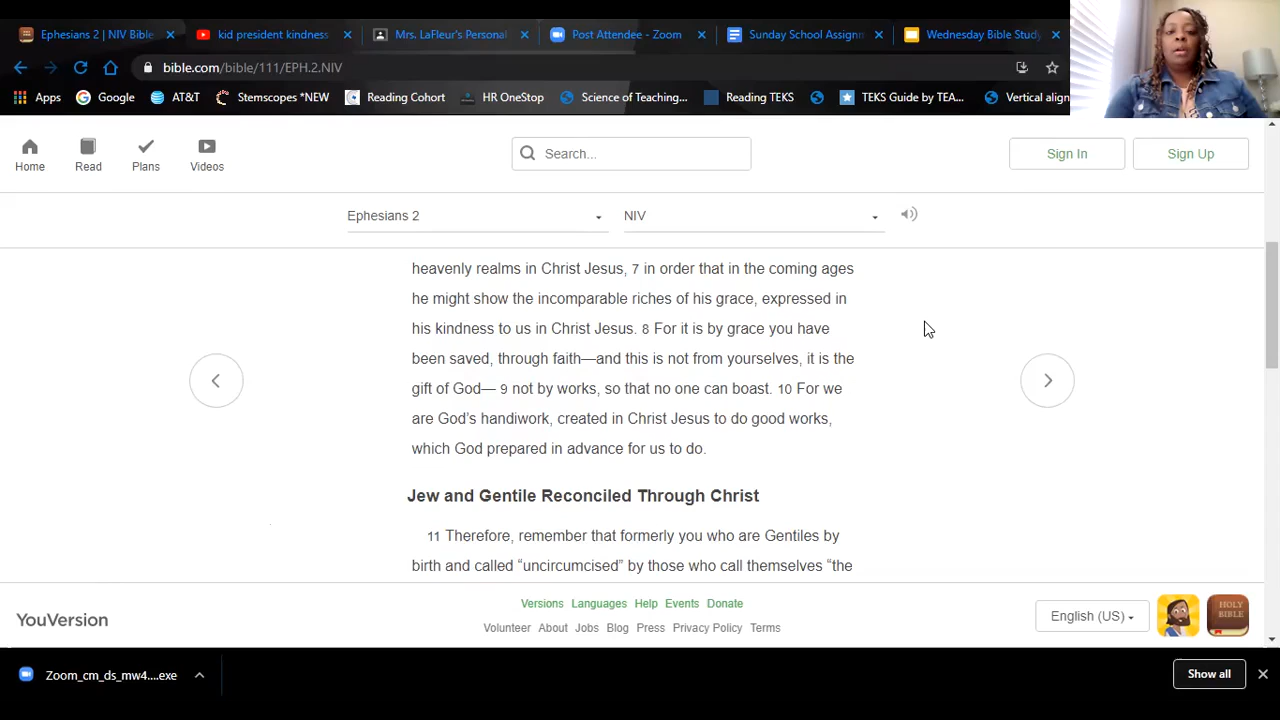 Ephesians 2 | NIV Bible
kid president kindness
Mrs. LaFleur's Personal
Post Attendee - Zoom
Sunday School Assignm
Wednesday Bible Study
bible.com/bible/111/EPH.2.NIV
Apps
Google
AT&T
Stemscopes *NEW
Reading Cohort
HR OneStop
Science of Teaching...
Reading TEKS
TEKS Guide by TEA...
Vertical align
Home
Read
Plans
Videos
Search...
Sign In
Sign Up
Ephesians 2
NIV
heavenly realms in Christ Jesus, 7 in order that in the coming ages
he might show the incomparable riches of his grace, expressed in
his kindness to us in Christ Jesus. 8 For it is by grace you have
been saved, through faith—and this is not from yourselves, it is the
gift of God— 9 not by works, so that no one can boast. 10 For we
are God's handiwork, created in Christ Jesus to do good works,
which God prepared in advance for us to do.
Jew and Gentile Reconciled Through Christ
11 Therefore, remember that formerly you who are Gentiles by
birth and called “uncircumcised” by those who call themselves “the
YouVersion
Versions Languages Help Events Donate
Volunteer About Jobs Blog Press Privacy Policy Terms
English (US)
HOLY
BIBLE
Zoom_cm_ds_mw4....exe
Show all